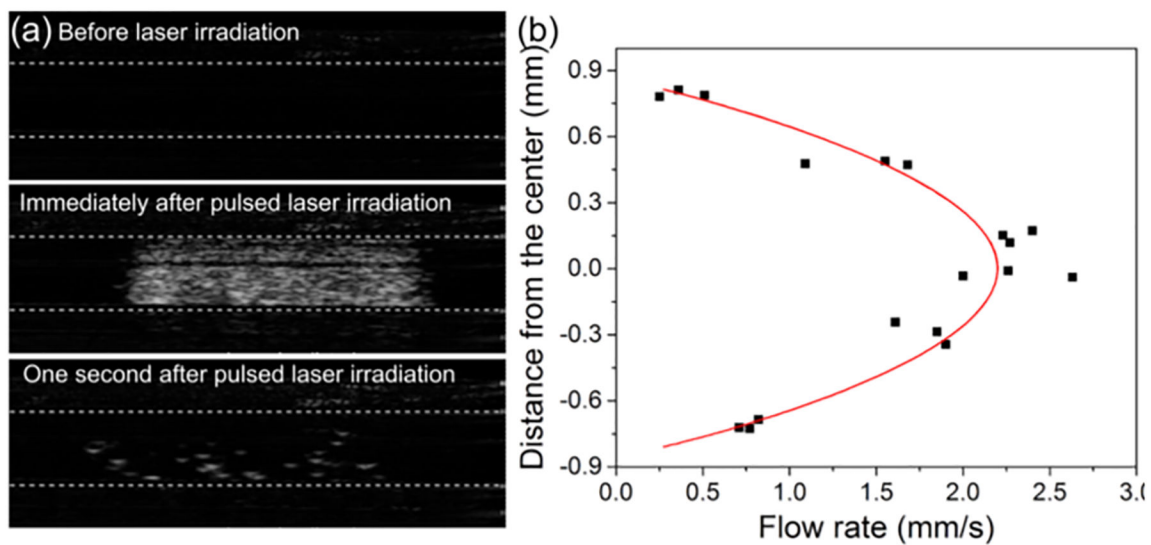 (a) Before laser irradiation
Immediately after pulsed laser irradiation
One second after pulsed laser irradiation
(b)
Distance from the center (mm)
0.9
0.6
0.3
0.0
-0.3
-0.6
-0.9
0.0 0.5 1.0 1.5 2.0 2.5 3.0
Flow rate (mm/s)